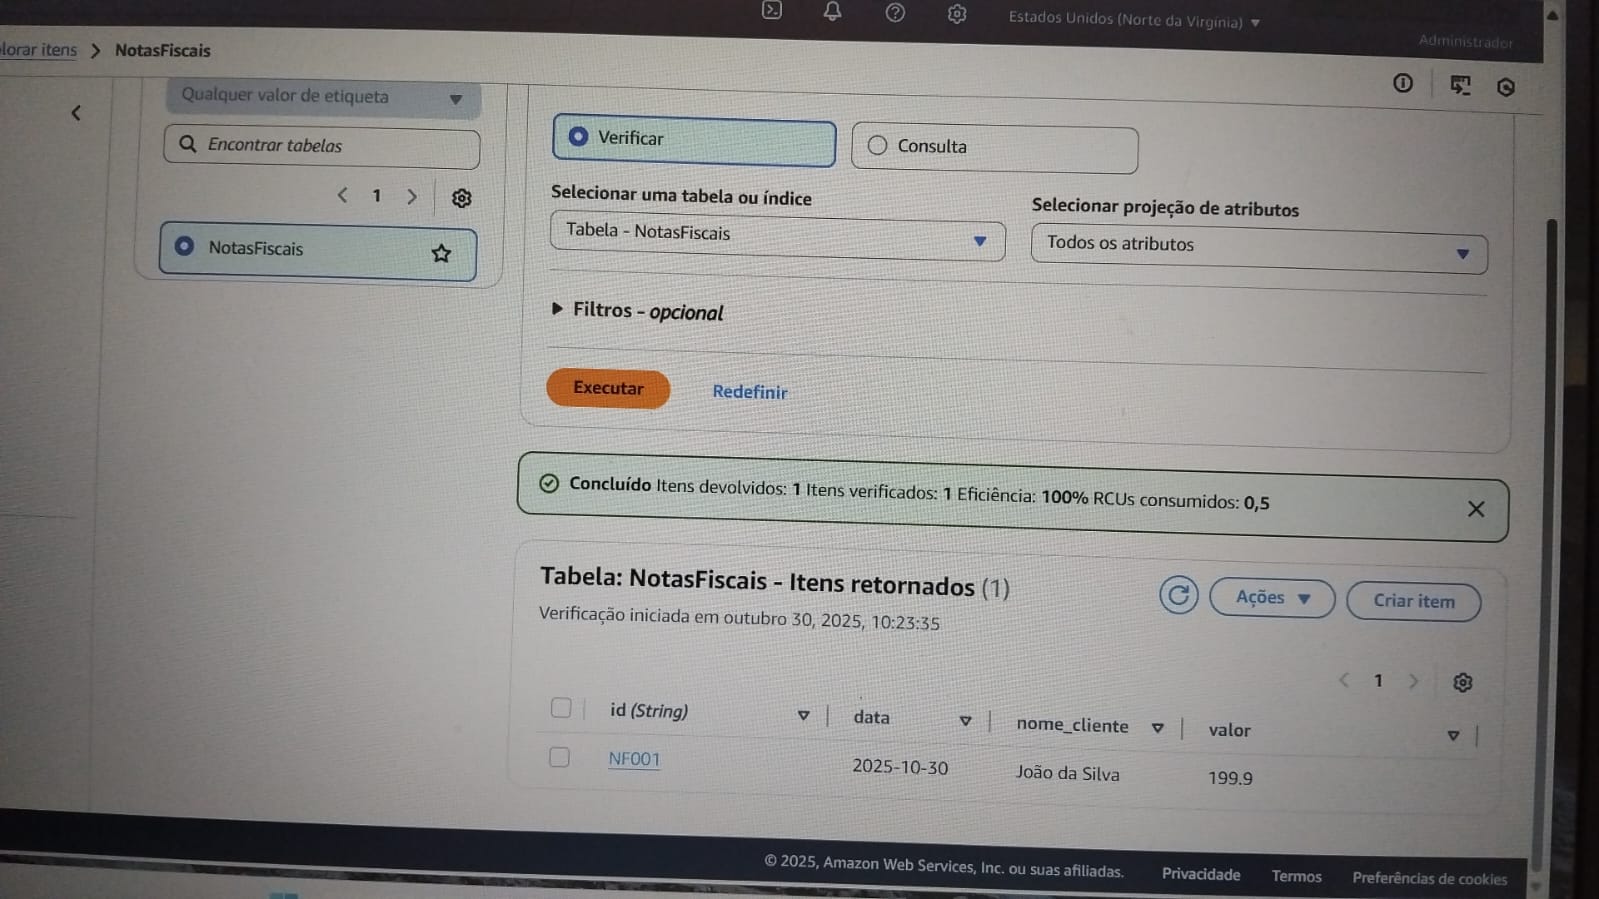 Estados Unidos (Norte da Virgínia)
Administrador
lorar itens > NotasFiscais
Qualquer valor de etiqueta
Encontrar tabelas
1
NotasFiscais
Verificar
Consulta
Selecionar uma tabela ou índice
Tabela - NotasFiscais
Selecionar projeção de atributos
Todos os atributos
Filtros - opcional
Executar
Redefinir
Concluído Itens devolvidos: 1 Itens verificados: 1 Eficiência: 100% RCUs consumidos: 0,5
Tabela: NotasFiscais - Itens retornados (1)
Verificação iniciada em outubro 30, 2025, 10:23:35
Ações
Criar item
1
id (String) data nome_cliente valor
NF001 2025-10-30 João da Silva 199.9
© 2025, Amazon Web Services, Inc. ou suas afiliadas. Privacidade Termos Preferências de cookies